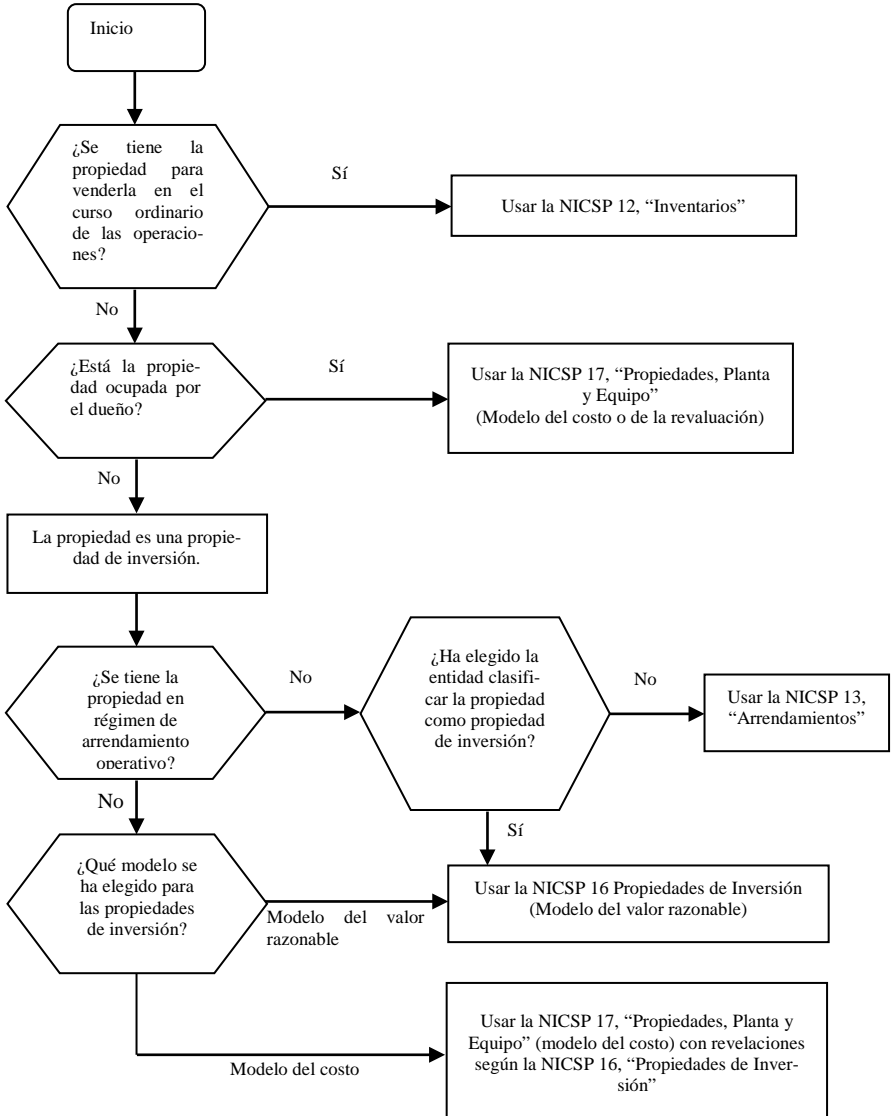 Inicio
¿Se tiene la
propiedad para
venderla en el
curso ordinario
de las operacio-
nes?
Sí
Usar la NICSP 12, “Inventarios”
No
¿Está la propie-
dad ocupada por
el dueño?
Sí
Usar la NICSP 17, “Propiedades, Planta
y Equipo”
(Modelo del costo o de la revaluación)
No
La propiedad es una propie-
dad de inversión.
¿Se tiene la
propiedad en
régimen de
arrendamiento
operativo?
No
¿Ha elegido la
entidad clasifi-
car la propiedad
como propiedad
de inversión?
No
Usar la NICSP 13,
“Arrendamientos”
No
Sí
¿Qué modelo se
ha elegido para
las propiedades
de inversión?
Modelo del valor
razonable
Usar la NICSP 16 Propiedades de Inversión
(Modelo del valor razonable)
Modelo del costo
Usar la NICSP 17, “Propiedades, Planta y
Equipo” (modelo del costo) con revelaciones
según la NICSP 16, “Propiedades de Inver-
sión”